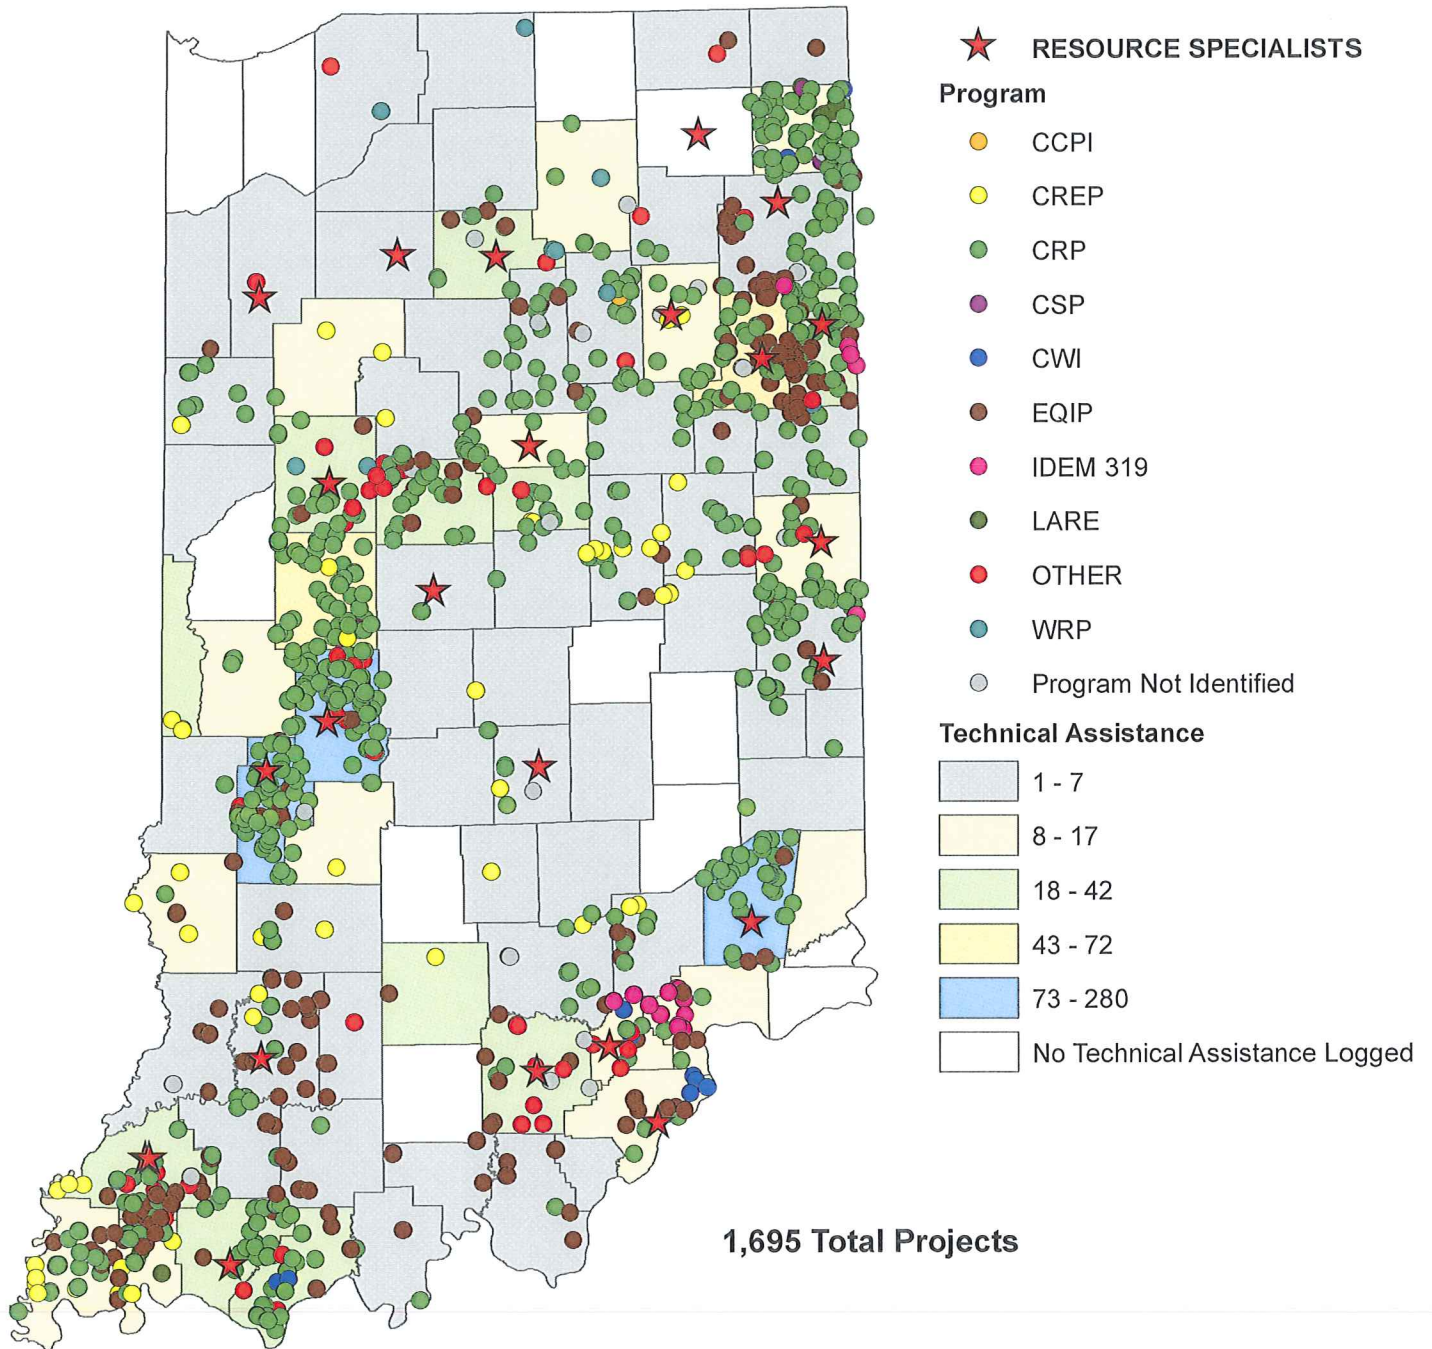 RESOURCE SPECIALISTS
Program
CCPI
CREP
CRP
CSP
CWI
EQIP
IDEM 319
LARE
OTHER
WRP
Program Not Identified
Technical Assistance
1 - 7
8 - 17
18 - 42
43 - 72
73 - 280
No Technical Assistance Logged
1,695 Total Projects